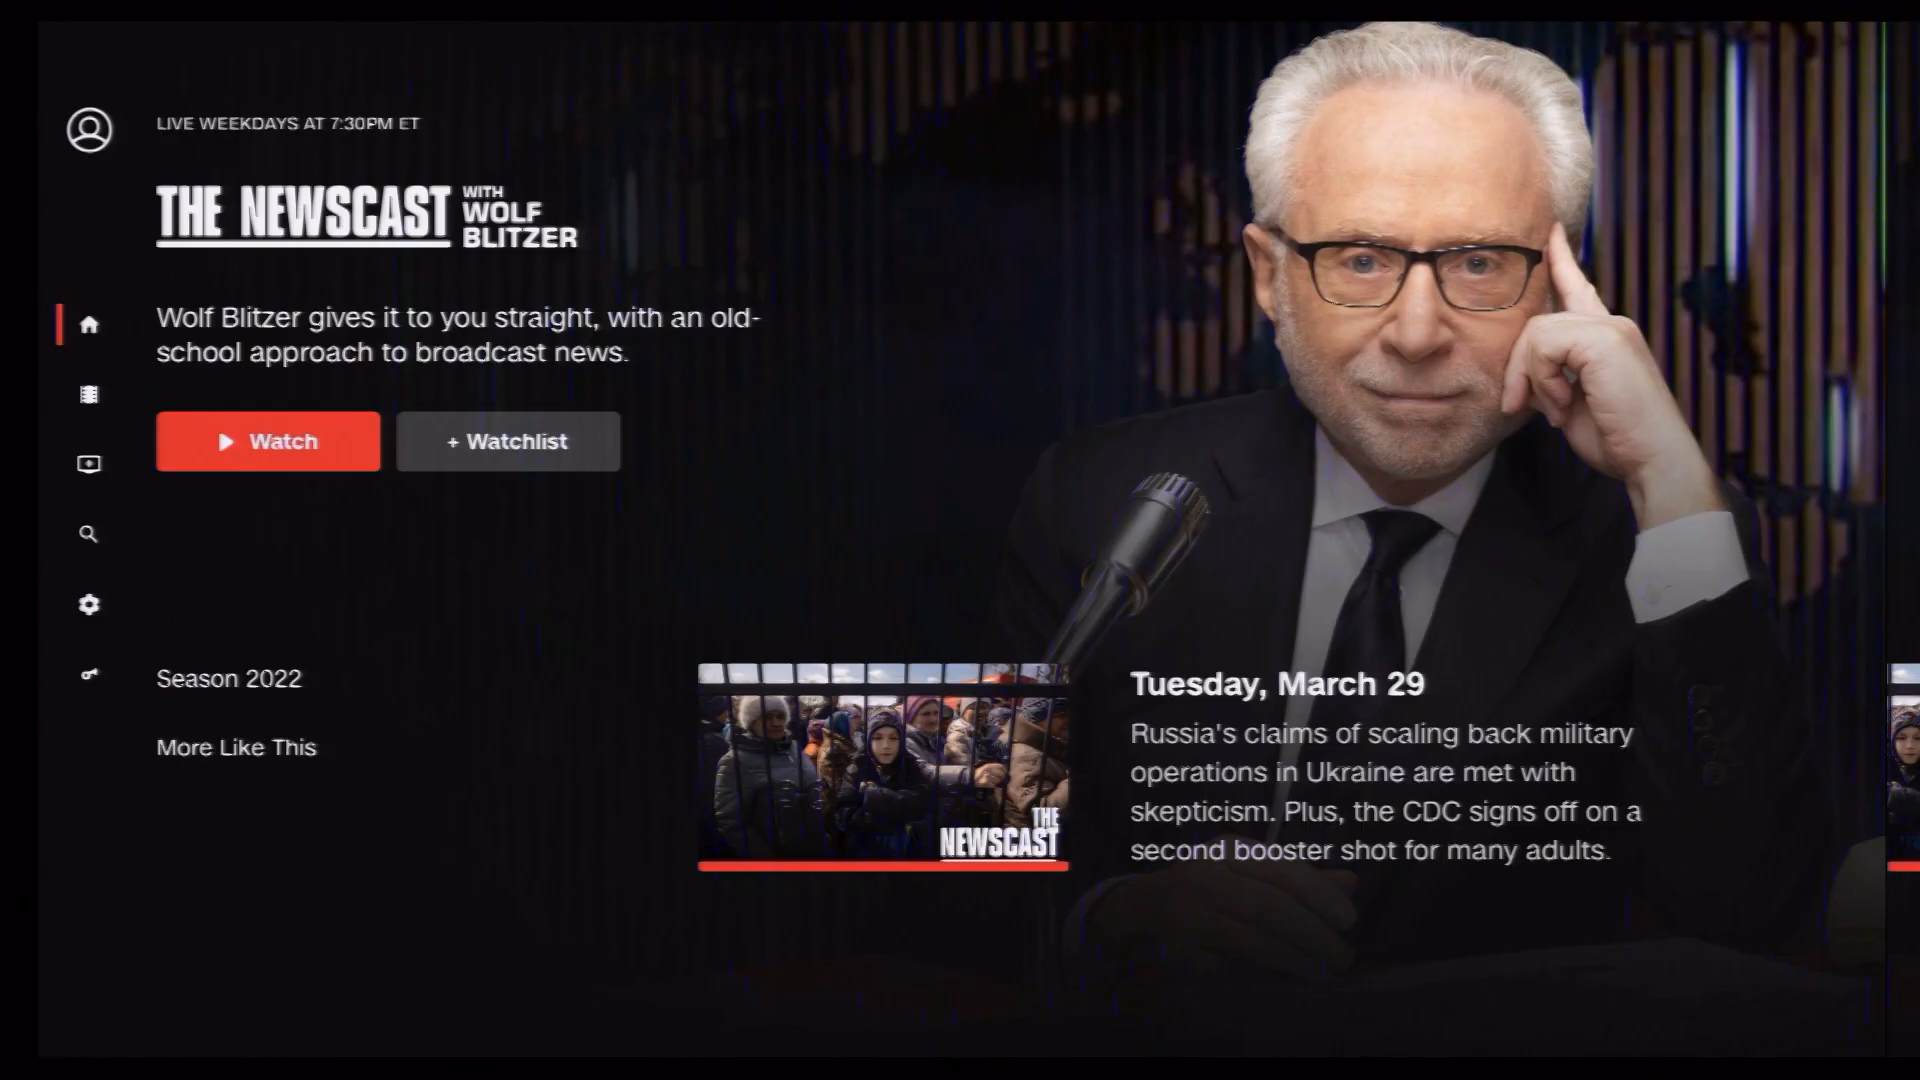 LIVE WEEKDAYS AT 7:30PM ET
THE NEWSCAST
WITH
WOLF
BLITZER
Wolf Blitzer gives it to you straight, with an old-
school approach to broadcast news.
Watch
+ Watchlist
Season 2022
More Like This
THE
NEWSCAST
Tuesday, March 29
Russia's claims of scaling back military
operations in Ukraine are met with
skepticism. Plus, the CDC signs off on a
second booster shot for many adults.